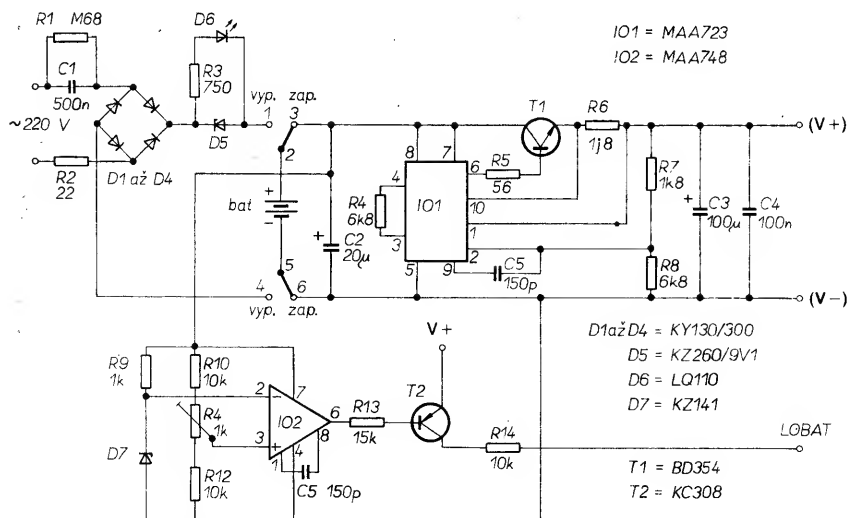 R1 M68
D6
IO1 = MAA723
IO2 = MAA748
C1
500n
R3
750
vyp. zap.
1 3
D5
T1
R6
1j8
(V+)
~220 V
R2
22
D1 až D4
2
+
bat
-
8 7
4
R4
6k8
3
IO1
6
R5
56
10
1
2
5 9
C5
150p
R7
1k8
R8
6k8
+ C3
100µ
C4
100n
+ C2
20µ
5
4 6
vyp. zap.
(V-)
D1 až D4 = KY130/300
D5 = KZ260/9V1
D6 = LQ110
D7 = KZ141
V+
R9
1k
R10
10k
R4
1k
R12
10k
D7
2 -
3 +
7
IO2
6
8
1 4
C5 150p
R13
15k
T2
R14
10k
LOBAT
T1 = BD354
T2 = KC308